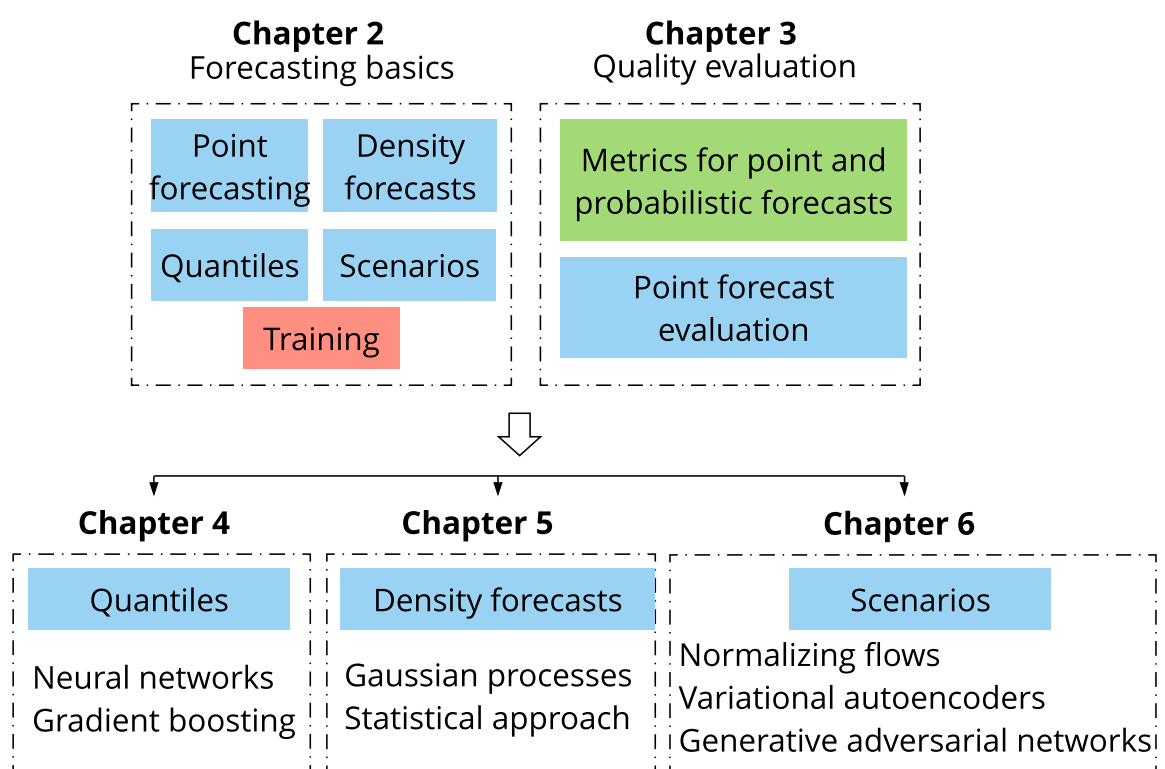 Chapter 2
Forecasting basics
Point
forecasting
Density
forecasts
Quantiles
Scenarios
Training
Chapter 3
Quality evaluation
Metrics for point and
probabilistic forecasts
Point forecast
evaluation
Chapter 4
Quantiles
Neural networks
Gradient boosting
Chapter 5
Density forecasts
Gaussian processes
Statistical approach
Chapter 6
Scenarios
Normalizing flows
Variational autoencoders
Generative adversarial networks